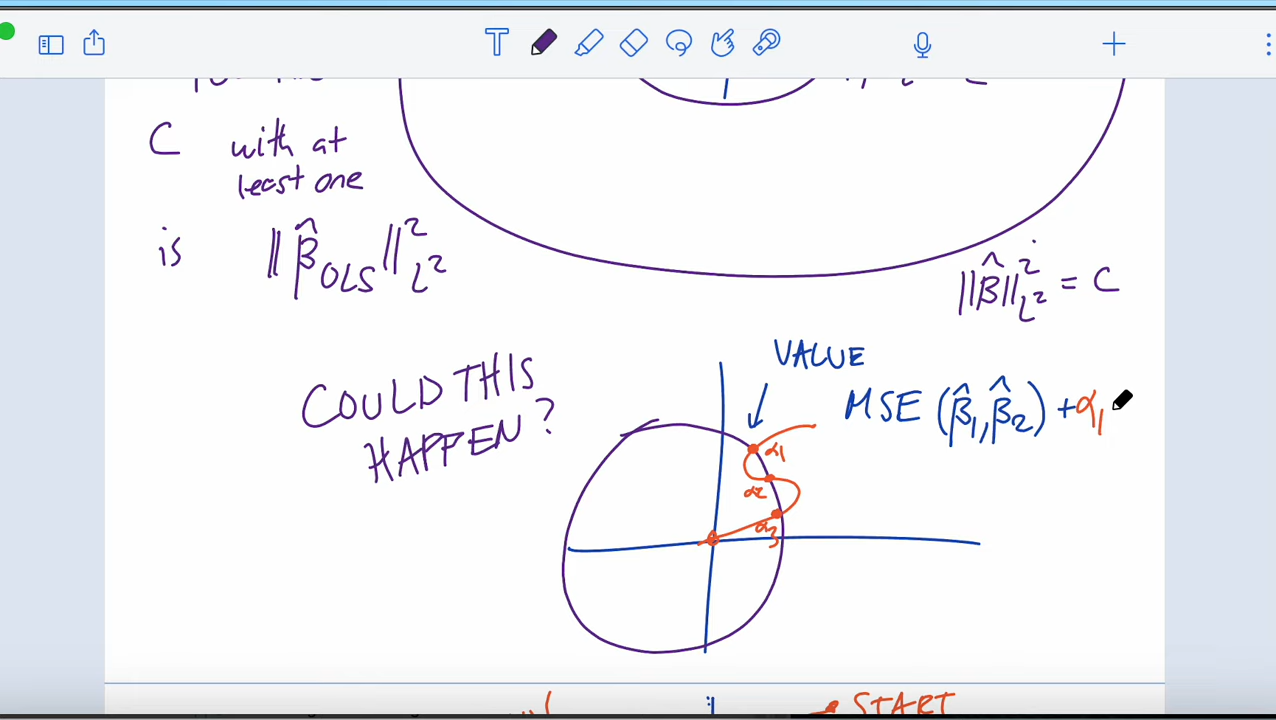 C with at
least one
is ‖β̂OLS‖²L²
‖β̂‖²L² = C
VALUE
MSE (β̂1, β̂2) + α1
COULD THIS
HAPPEN?
α1
α2
α3
START